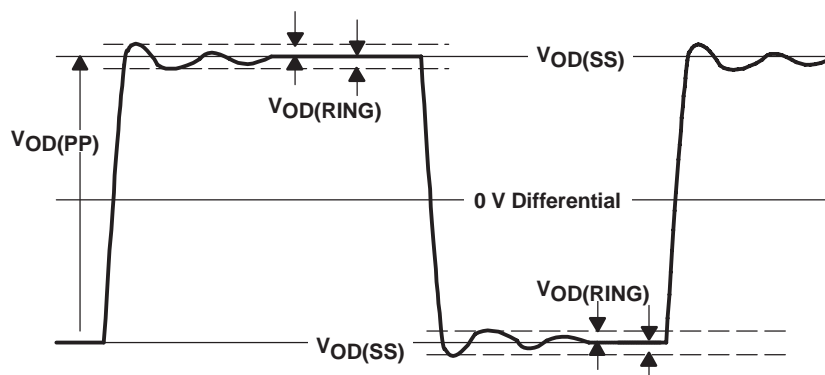 VOD(SS)
VOD(RING)
VOD(PP)
0 V Differential
VOD(RING)
VOD(SS)